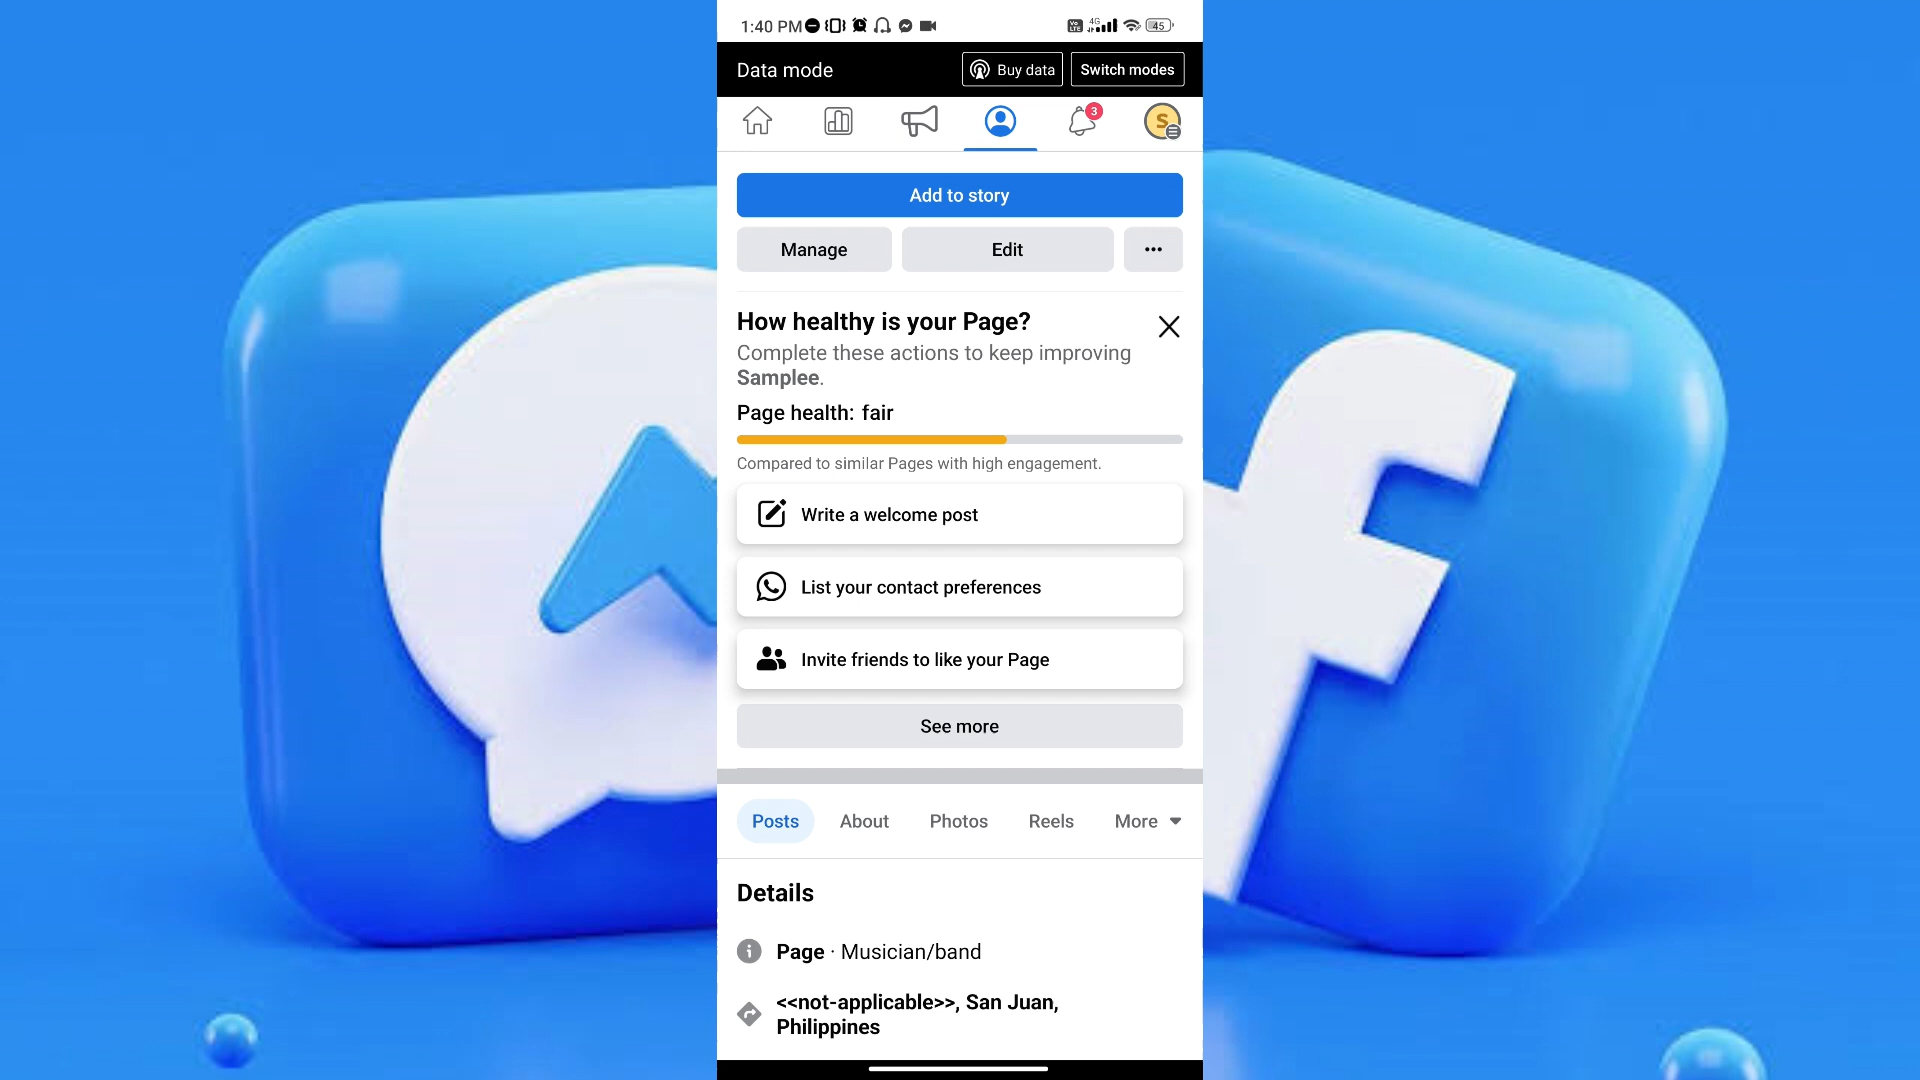 1:40 PM
4G
45
Data mode
Buy data
Switch modes
3
S
Add to story
Manage
Edit
How healthy is your Page?
Complete these actions to keep improving
Samplee.
Page health: fair
Compared to similar Pages with high engagement.
Write a welcome post
List your contact preferences
Invite friends to like your Page
See more
Posts
About
Photos
Reels
More
Details
Page · Musician/band
<<not-applicable>>, San Juan,
Philippines